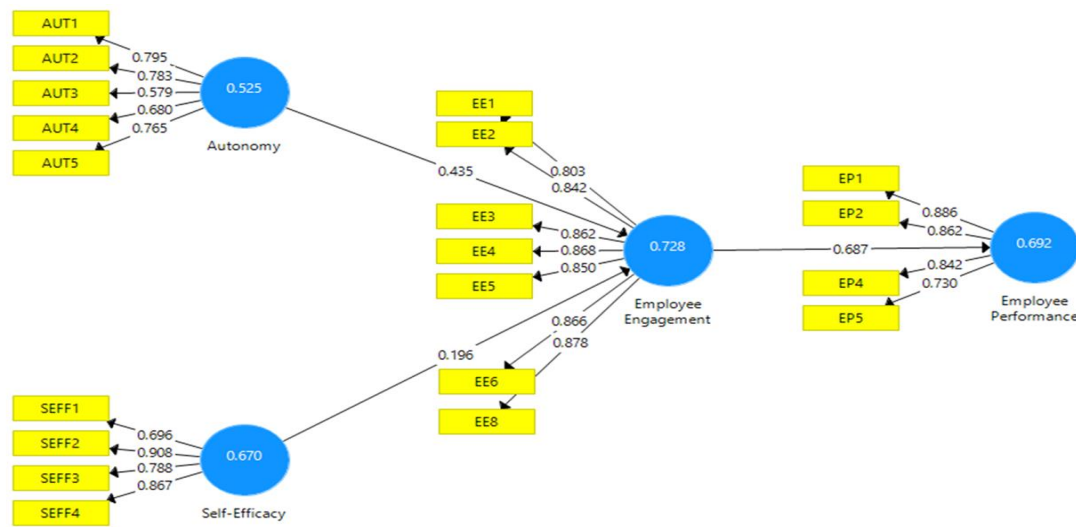 AUT1
AUT2
AUT3
AUT4
AUT5
0.795
0.783
0.579
0.680
0.765
0.525
Autonomy
0.435
SEFF1
SEFF2
SEFF3
SEFF4
0.696
0.908
0.788
0.867
0.670
Self-Efficacy
0.196
EE1
EE2
EE3
EE4
EE5
EE6
EE8
0.803
0.842
0.862
0.868
0.850
0.866
0.878
0.728
Employee
Engagement
0.687
EP1
EP2
EP4
EP5
0.886
0.862
0.842
0.730
0.692
Employee
Performance